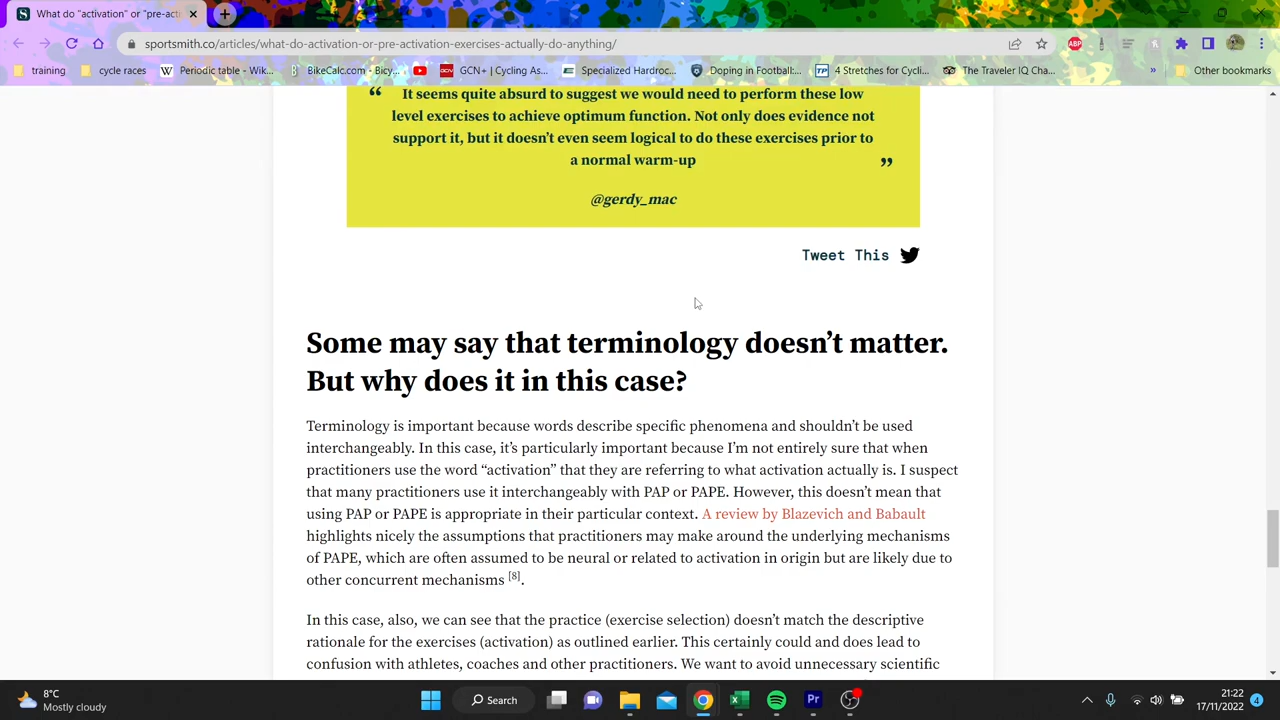 What do “activation” or “pre-acti
sportsmith.co/articles/what-do-activation-or-pre-activation-exercises-actually-do-anything/
ABP
training
cycle races
W Periodic table - Wik...
BikeCalc.com - Bicy...
GCN GCN+ | Cycling As...
Specialized Hardroc...
Doping in Football:...
TP 4 Stretches for Cycli...
The Traveler IQ Cha...
»
Other bookmarks
“ It seems quite absurd to suggest we would need to perform these low
level exercises to achieve optimum function. Not only does evidence not
support it, but it doesn’t even seem logical to do these exercises prior to
a normal warm-up ”
@gerdy_mac
Tweet This
Some may say that terminology doesn’t matter.
But why does it in this case?
Terminology is important because words describe specific phenomena and shouldn’t be used
interchangeably. In this case, it’s particularly important because I’m not entirely sure that when
practitioners use the word “activation” that they are referring to what activation actually is. I suspect
that many practitioners use it interchangeably with PAP or PAPE. However, this doesn’t mean that
using PAP or PAPE is appropriate in their particular context. A review by Blazevich and Babault
highlights nicely the assumptions that practitioners may make around the underlying mechanisms
of PAPE, which are often assumed to be neural or related to activation in origin but are likely due to
other concurrent mechanisms [8].
In this case, also, we can see that the practice (exercise selection) doesn’t match the descriptive
rationale for the exercises (activation) as outlined earlier. This certainly could and does lead to
confusion with athletes, coaches and other practitioners. We want to avoid unnecessary scientific
8°C
Mostly cloudy
Search
Pr
21:22
17/11/2022
4